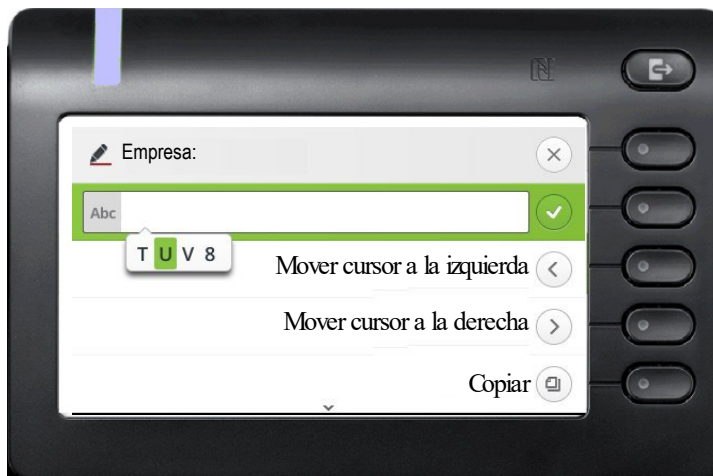 Empresa:
Abc
T U V 8
Mover cursor a la izquierda
Mover cursor a la derecha
Copiar